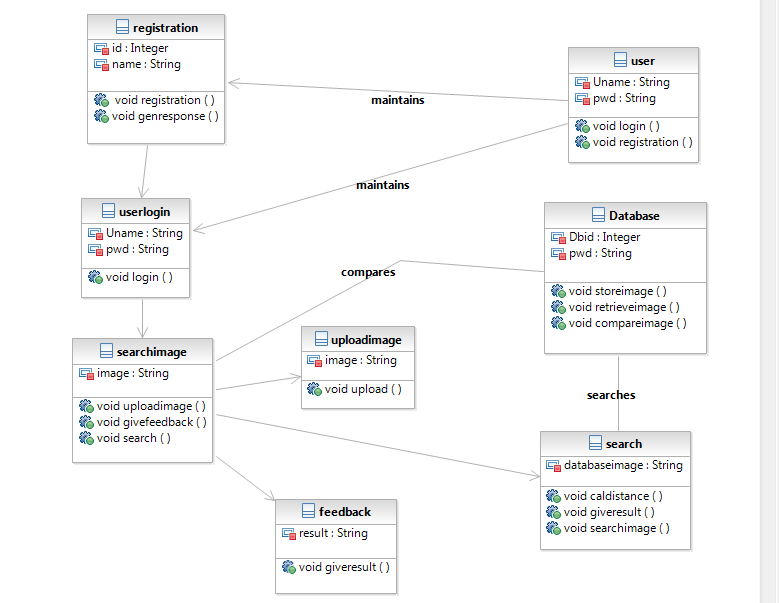 registration
id : Integer
name : String
void registration ( )
void genresponse ( )
user
Uname : String
pwd : String
void login ( )
void registration ( )
maintains
maintains
userlogin
Uname : String
pwd : String
void login ( )
Database
Dbid : Integer
pwd : String
void storeimage ( )
void retrieveimage ( )
void compareimage ( )
compares
searchimage
image : String
void uploadimage ( )
void givefeedback ( )
void search ( )
uploadimage
image : String
void upload ( )
searches
search
databaseimage : String
void caldistance ( )
void giveresult ( )
void searchimage ( )
feedback
result : String
void giveresult ( )